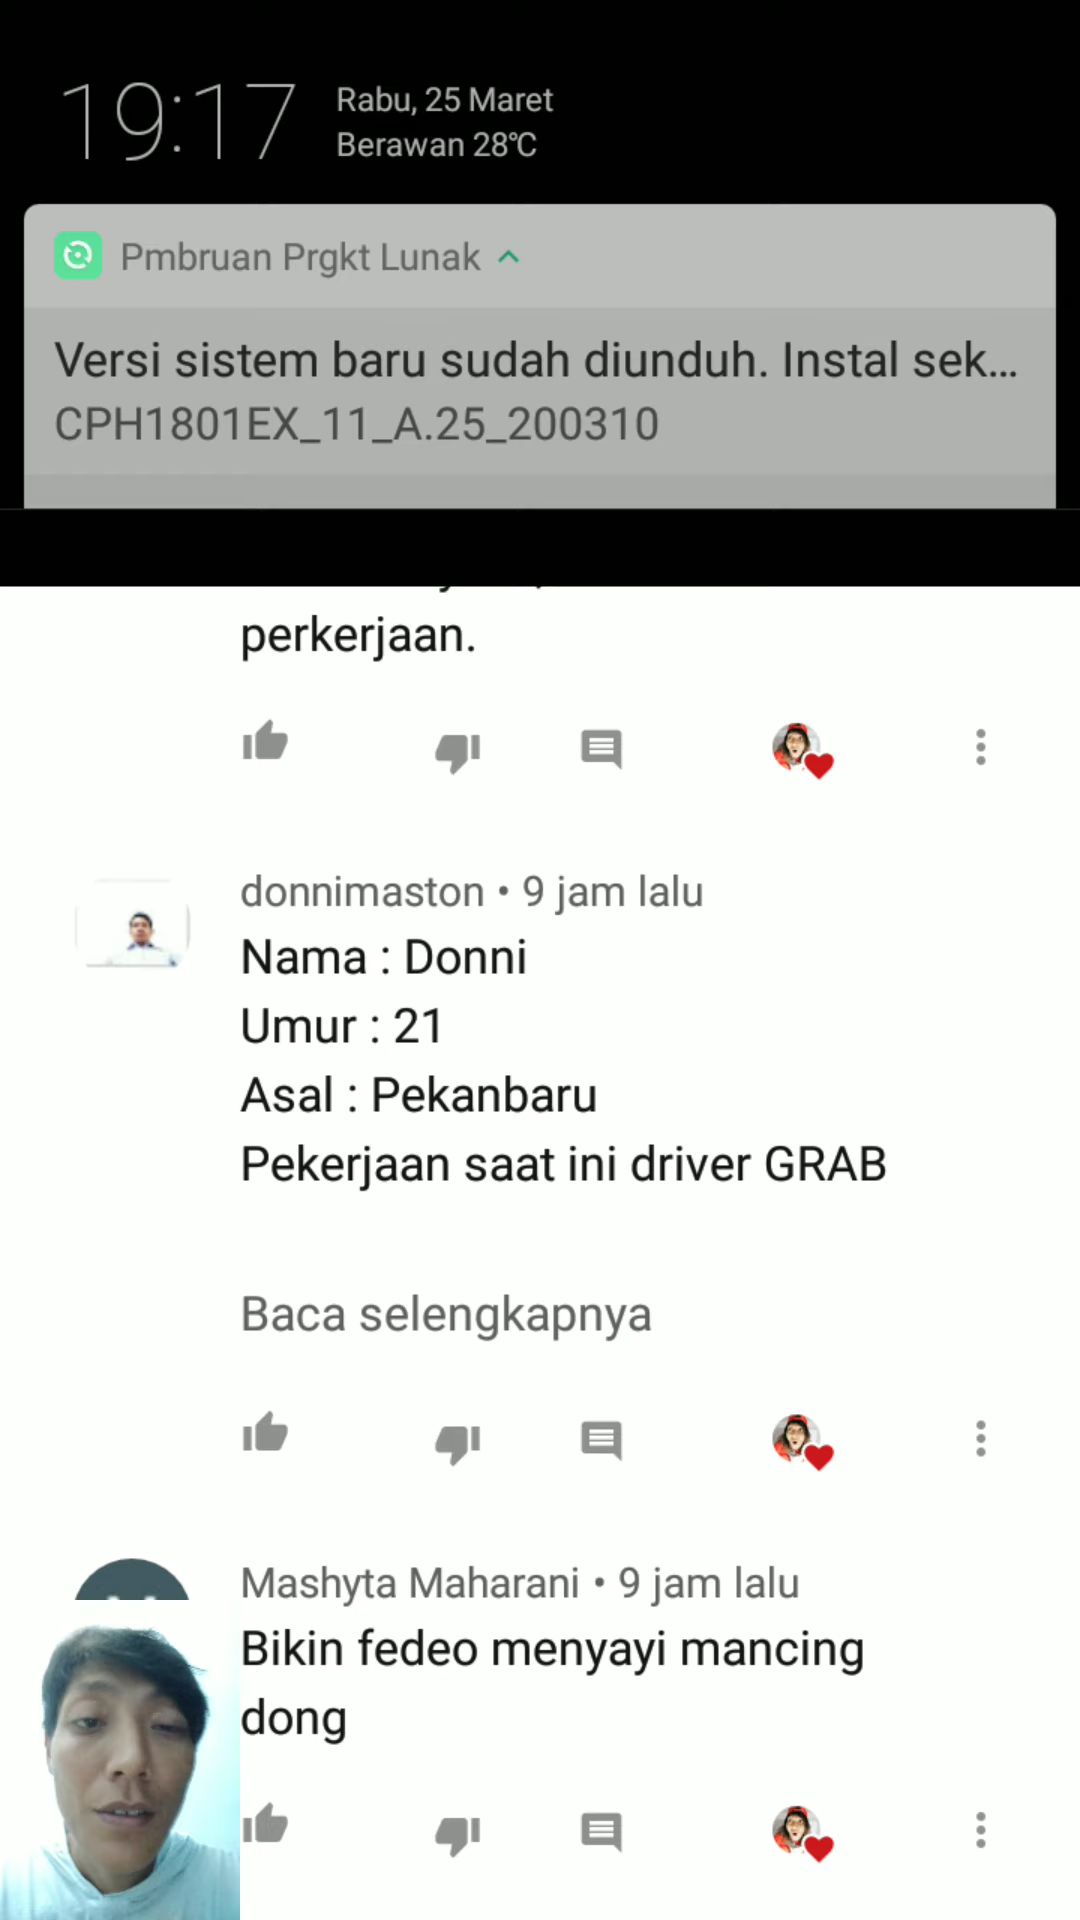 19:17
Rabu, 25 Maret
Berawan 28℃
Pmbruan Prgkt Lunak
Versi sistem baru sudah diunduh. Instal sek...
CPH1801EX_11_A.25_200310
perkerjaan.
donnimaston • 9 jam lalu
Nama : Donni
Umur : 21
Asal : Pekanbaru
Pekerjaan saat ini driver GRAB
Baca selengkapnya
Mashyta Maharani • 9 jam lalu
Bikin fedeo menyayi mancing
dong